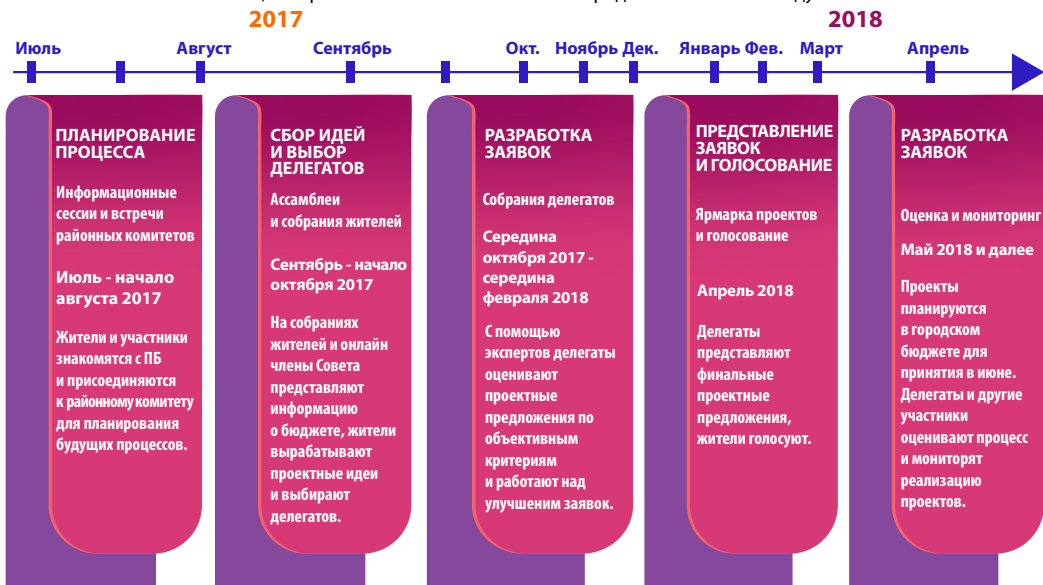 2017
2018
Июль
Август
Сентябрь
Окт.
Ноябрь
Дек.
Январь
Фев.
Март
Апрель
ПЛАНИРОВАНИЕ
ПРОЦЕССА
Информационные
сессии и встречи
районных комитетов
Июль - начало
августа 2017
Жители и участники
знакомятся с ПБ
и присоединяются
к районному комитету
для планирования
будущих процессов.
СБОР ИДЕЙ
И ВЫБОР
ДЕЛЕГАТОВ
Ассамблеи
и собрания жителей
Сентябрь - начало
октября 2017
На собраниях
жителей и онлайн
члены Совета
представляют
информацию
о бюджете, жители
вырабатывают
проектные идеи
и выбирают
делегатов.
РАЗРАБОТКА
ЗАЯВОК
Собрания делегатов
Середина
октября 2017 -
середина
февраля 2018
С помощью
экспертов делегаты
оценивают
проектные
предложения по
объективным
критериям
и работают над
улучшеним заявок.
ПРЕДСТАВЛЕНИЕ
ЗАЯВОК
И ГОЛОСОВАНИЕ
Ярмарка проектов
и голосование
Апрель 2018
Делегаты
представляют
финальные
проектные
предложения,
жители голосуют.
РАЗРАБОТКА
ЗАЯВОК
Оценка и мониторинг
Май 2018 и далее
Проекты
планируются
в городском
бюджете для
принятия в июне.
Делегаты и другие
участники
оценивают процесс
и мониторят
реализацию
проектов.